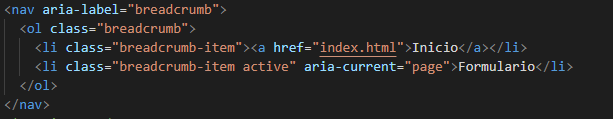 <nav aria-label="breadcrumb">
<ol class="breadcrumb">
<li class="breadcrumb-item"><a href="index.html">Inicio</a></li>
<li class="breadcrumb-item active" aria-current="page">Formulario</li>
</ol>
</nav>